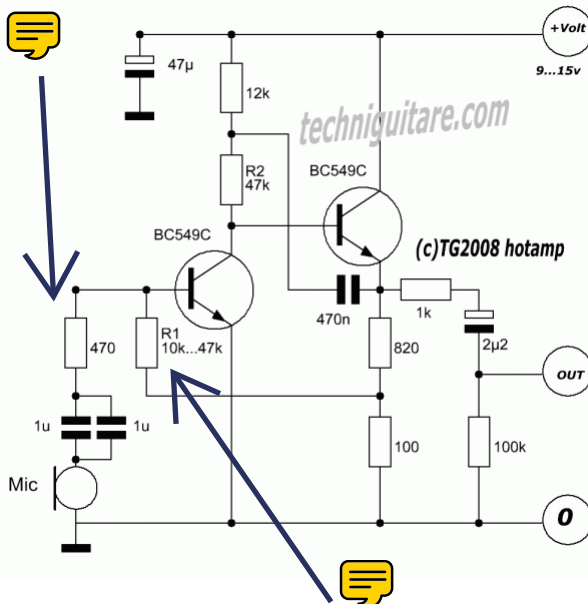 +Volt
9...15v
47µ
12k
techniguitare.com
R2
47k
BC549C
BC549C
(c)TG2008 hotamp
470n
1k
2µ2
R1
10k...47k
470
820
OUT
1u
1u
100
100k
Mic
0